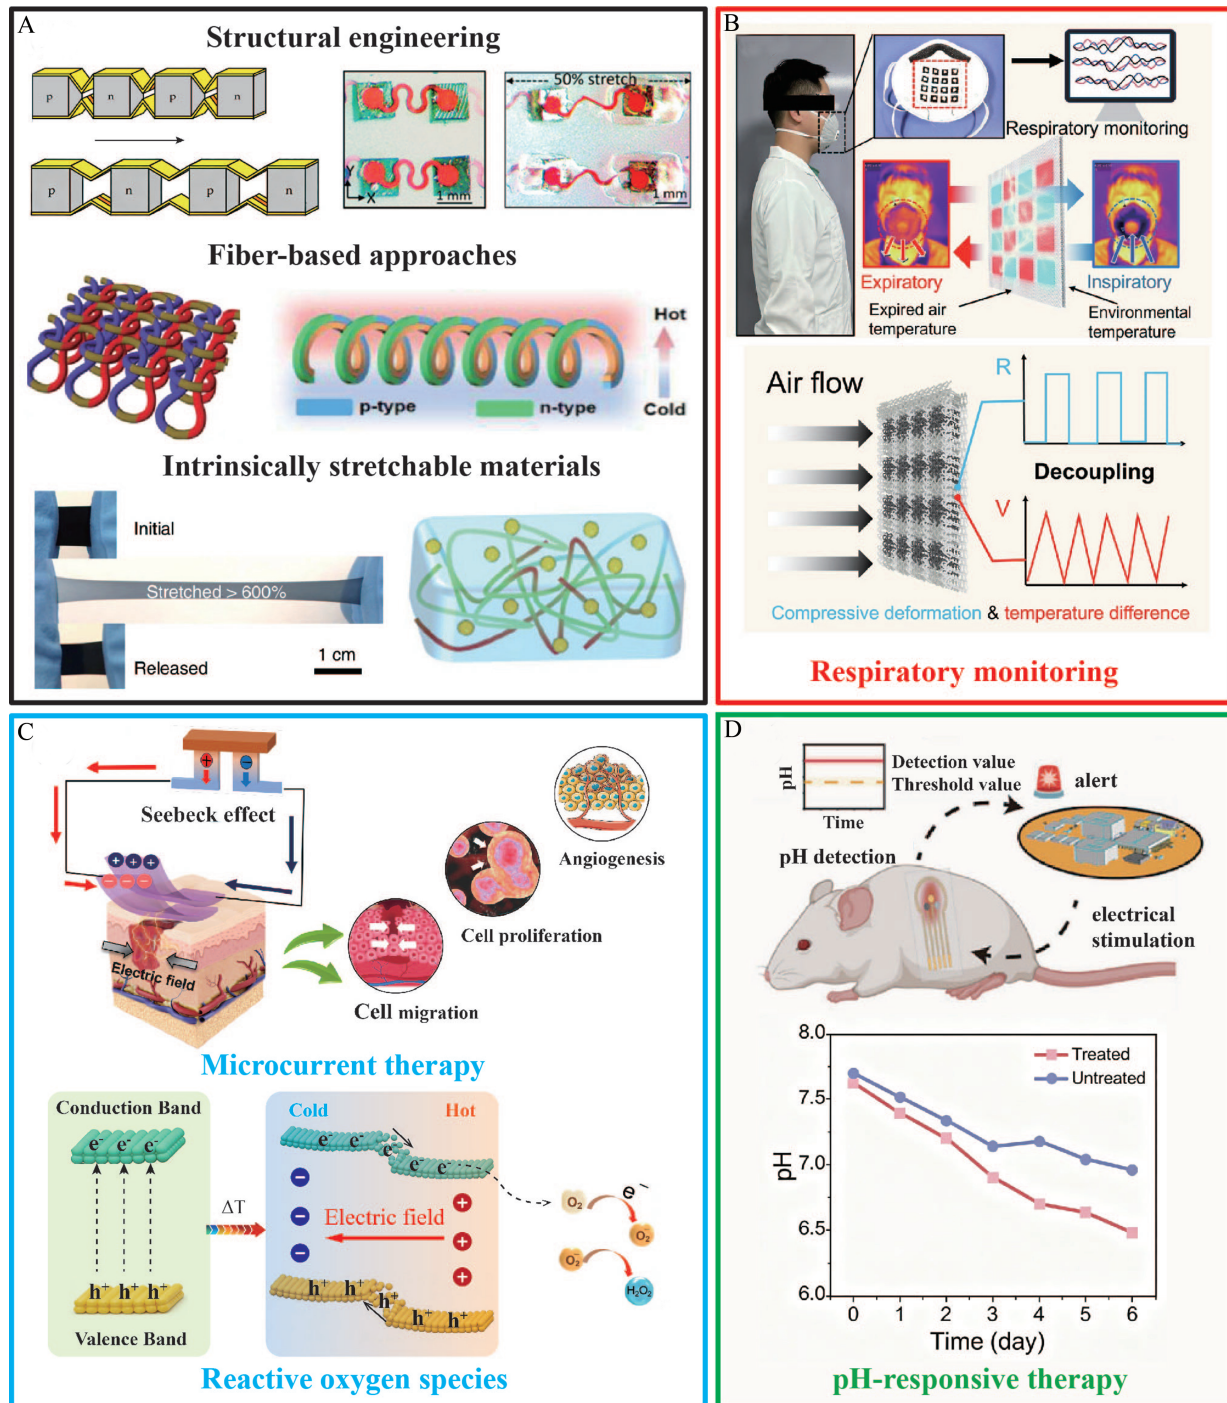 A
Structural engineering
p
n
p
n
p
n
p
n
Y
X
1 mm
50% stretch
1 mm
Fiber-based approaches
Hot
Cold
p-type
n-type
Intrinsically stretchable materials
Initial
Stretched > 600%
Released
1 cm
B
Respiratory monitoring
Expiratory
Inspiratory
Expired air
temperature
Environmental
temperature
Air flow
R
Decoupling
V
Compressive deformation & temperature difference
Respiratory monitoring
C
Seebeck effect
Electric field
Angiogenesis
Cell proliferation
Cell migration
Microcurrent therapy
Conduction Band
e⁻ e⁻ e⁻
h⁺ h⁺ h⁺
Valence Band
ΔT
Cold
Hot
e⁻ e⁻ e⁻ e⁻ e⁻
Electric field
h⁺ h⁺ h⁺ h⁺ h⁺
O₂
e⁻
O₂⁻
O₂⁻
H₂O₂
Reactive oxygen species
D
pH
Time
Detection value
Threshold value
alert
pH detection
electrical
stimulation
8.0
7.5
7.0
6.5
6.0
pH
Treated
Untreated
0 1 2 3 4 5 6
Time (day)
pH-responsive therapy